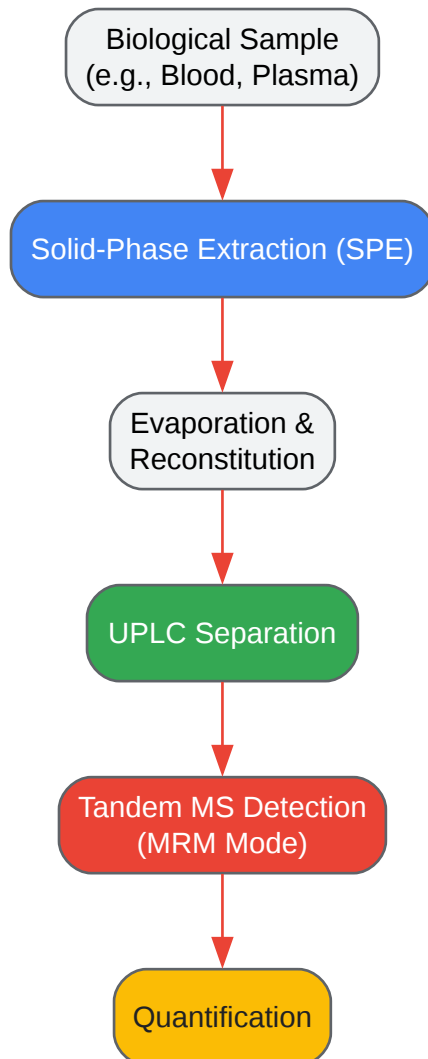 Biological Sample
(e.g., Blood, Plasma)
Solid-Phase Extraction (SPE)
Evaporation &
Reconstitution
UPLC Separation
Tandem MS Detection
(MRM Mode)
Quantification